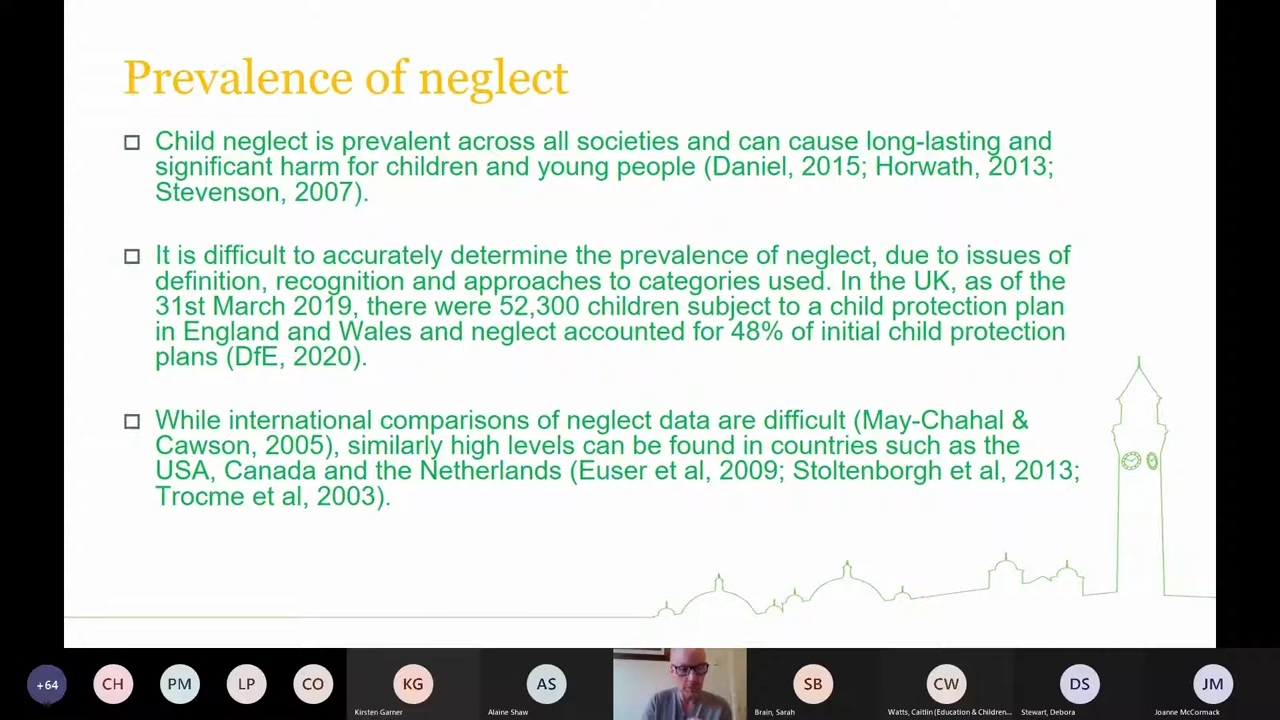 Prevalence of neglect
Child neglect is prevalent across all societies and can cause long-lasting and
significant harm for children and young people (Daniel, 2015; Horwath, 2013;
Stevenson, 2007).
It is difficult to accurately determine the prevalence of neglect, due to issues of
definition, recognition and approaches to categories used. In the UK, as of the
31st March 2019, there were 52,300 children subject to a child protection plan
in England and Wales and neglect accounted for 48% of initial child protection
plans (DfE, 2020).
While international comparisons of neglect data are difficult (May-Chahal &
Cawson, 2005), similarly high levels can be found in countries such as the
USA, Canada and the Netherlands (Euser et al, 2009; Stoltenborgh et al, 2013;
Trocme et al, 2003).
+64
CH
PM
LP
CO
KG
AS
SB
CW
DS
JM
Kirsten Garner
Alaine Shaw
Brain, Sarah
Watts, Caitlin (Education & Children...
Stewart, Debora
Joanne McCormack